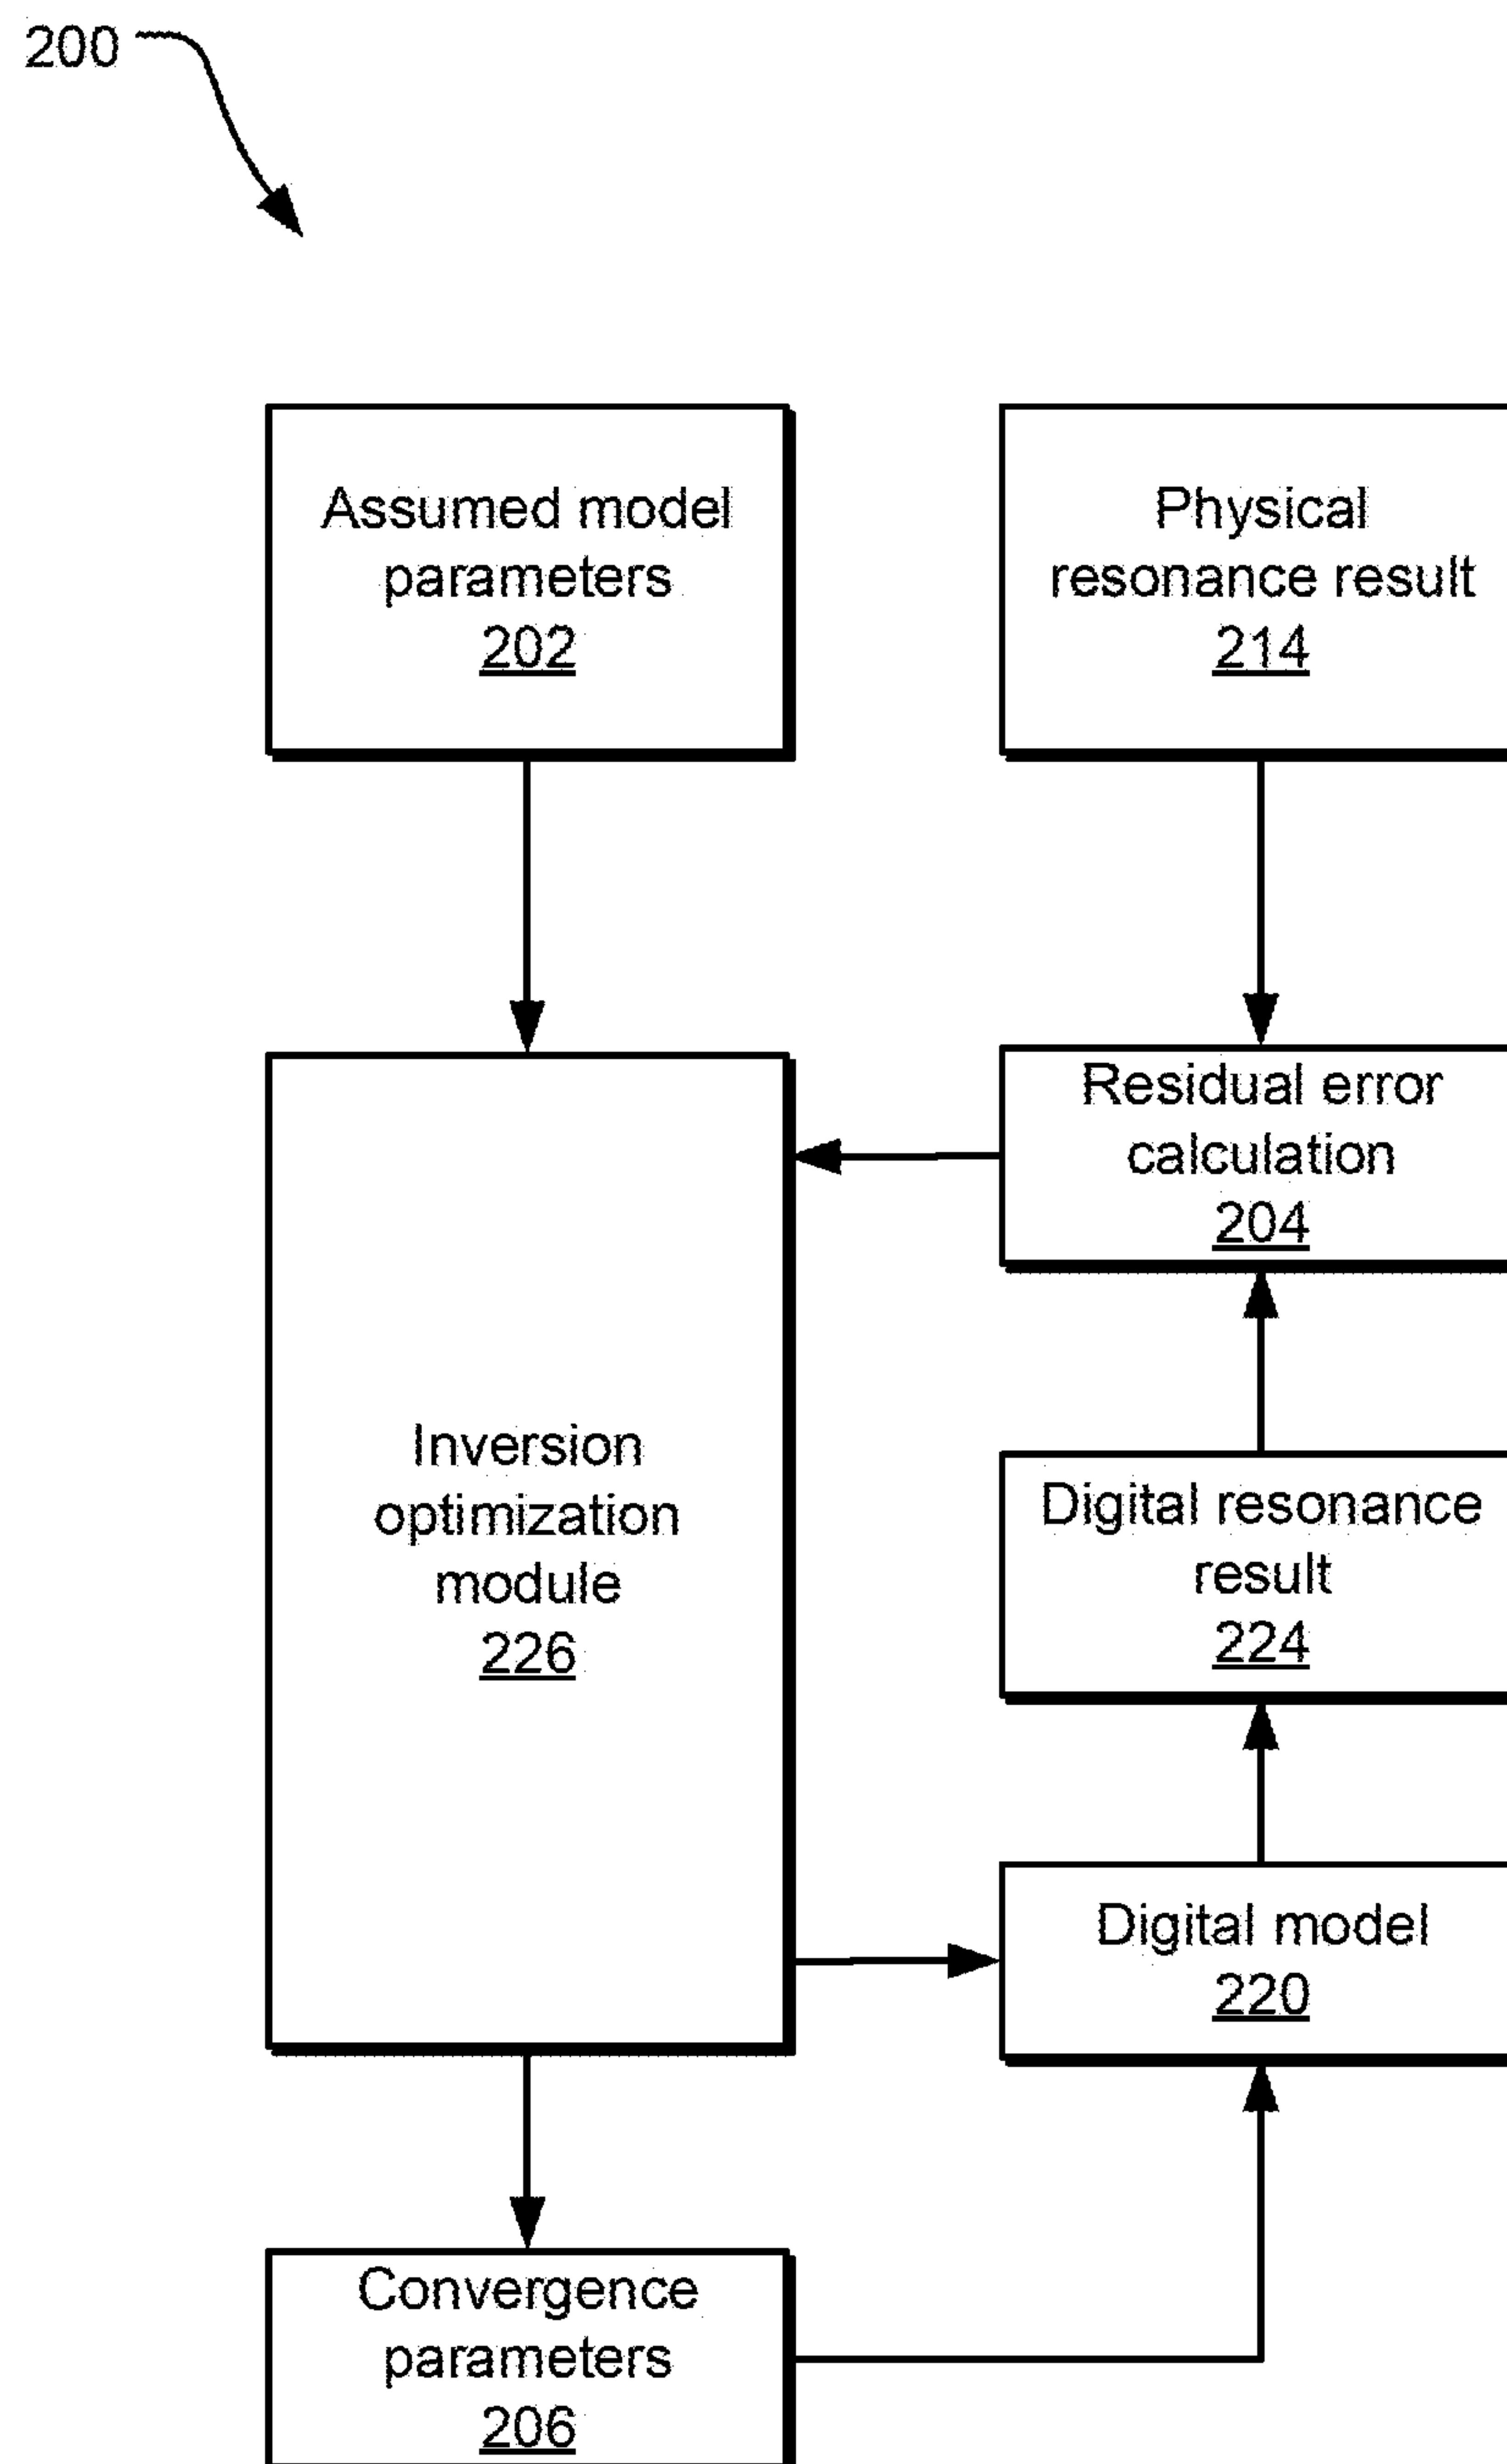 200
Assumed model
parameters
202
Physical
resonance result
214
Residual error
calculation
204
Inversion
optimization
module
226
Digital resonance
result
224
Digital model
220
Convergence
parameters
206